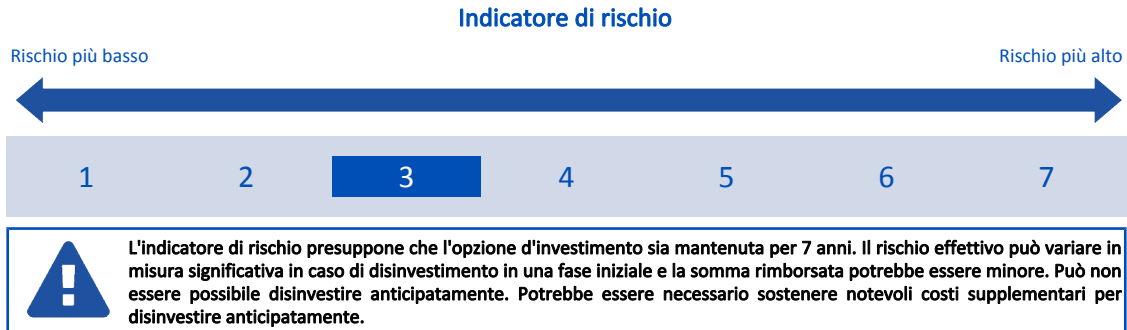 Indicatore di rischio
Rischio più basso
Rischio più alto
1 2 3 4 5 6 7
L'indicatore di rischio presuppone che l'opzione d'investimento sia mantenuta per 7 anni. Il rischio effettivo può variare in
misura significativa in caso di disinvestimento in una fase iniziale e la somma rimborsata potrebbe essere minore. Può non
essere possibile disinvestire anticipatamente. Potrebbe essere necessario sostenere notevoli costi supplementari per
disinvestire anticipatamente.